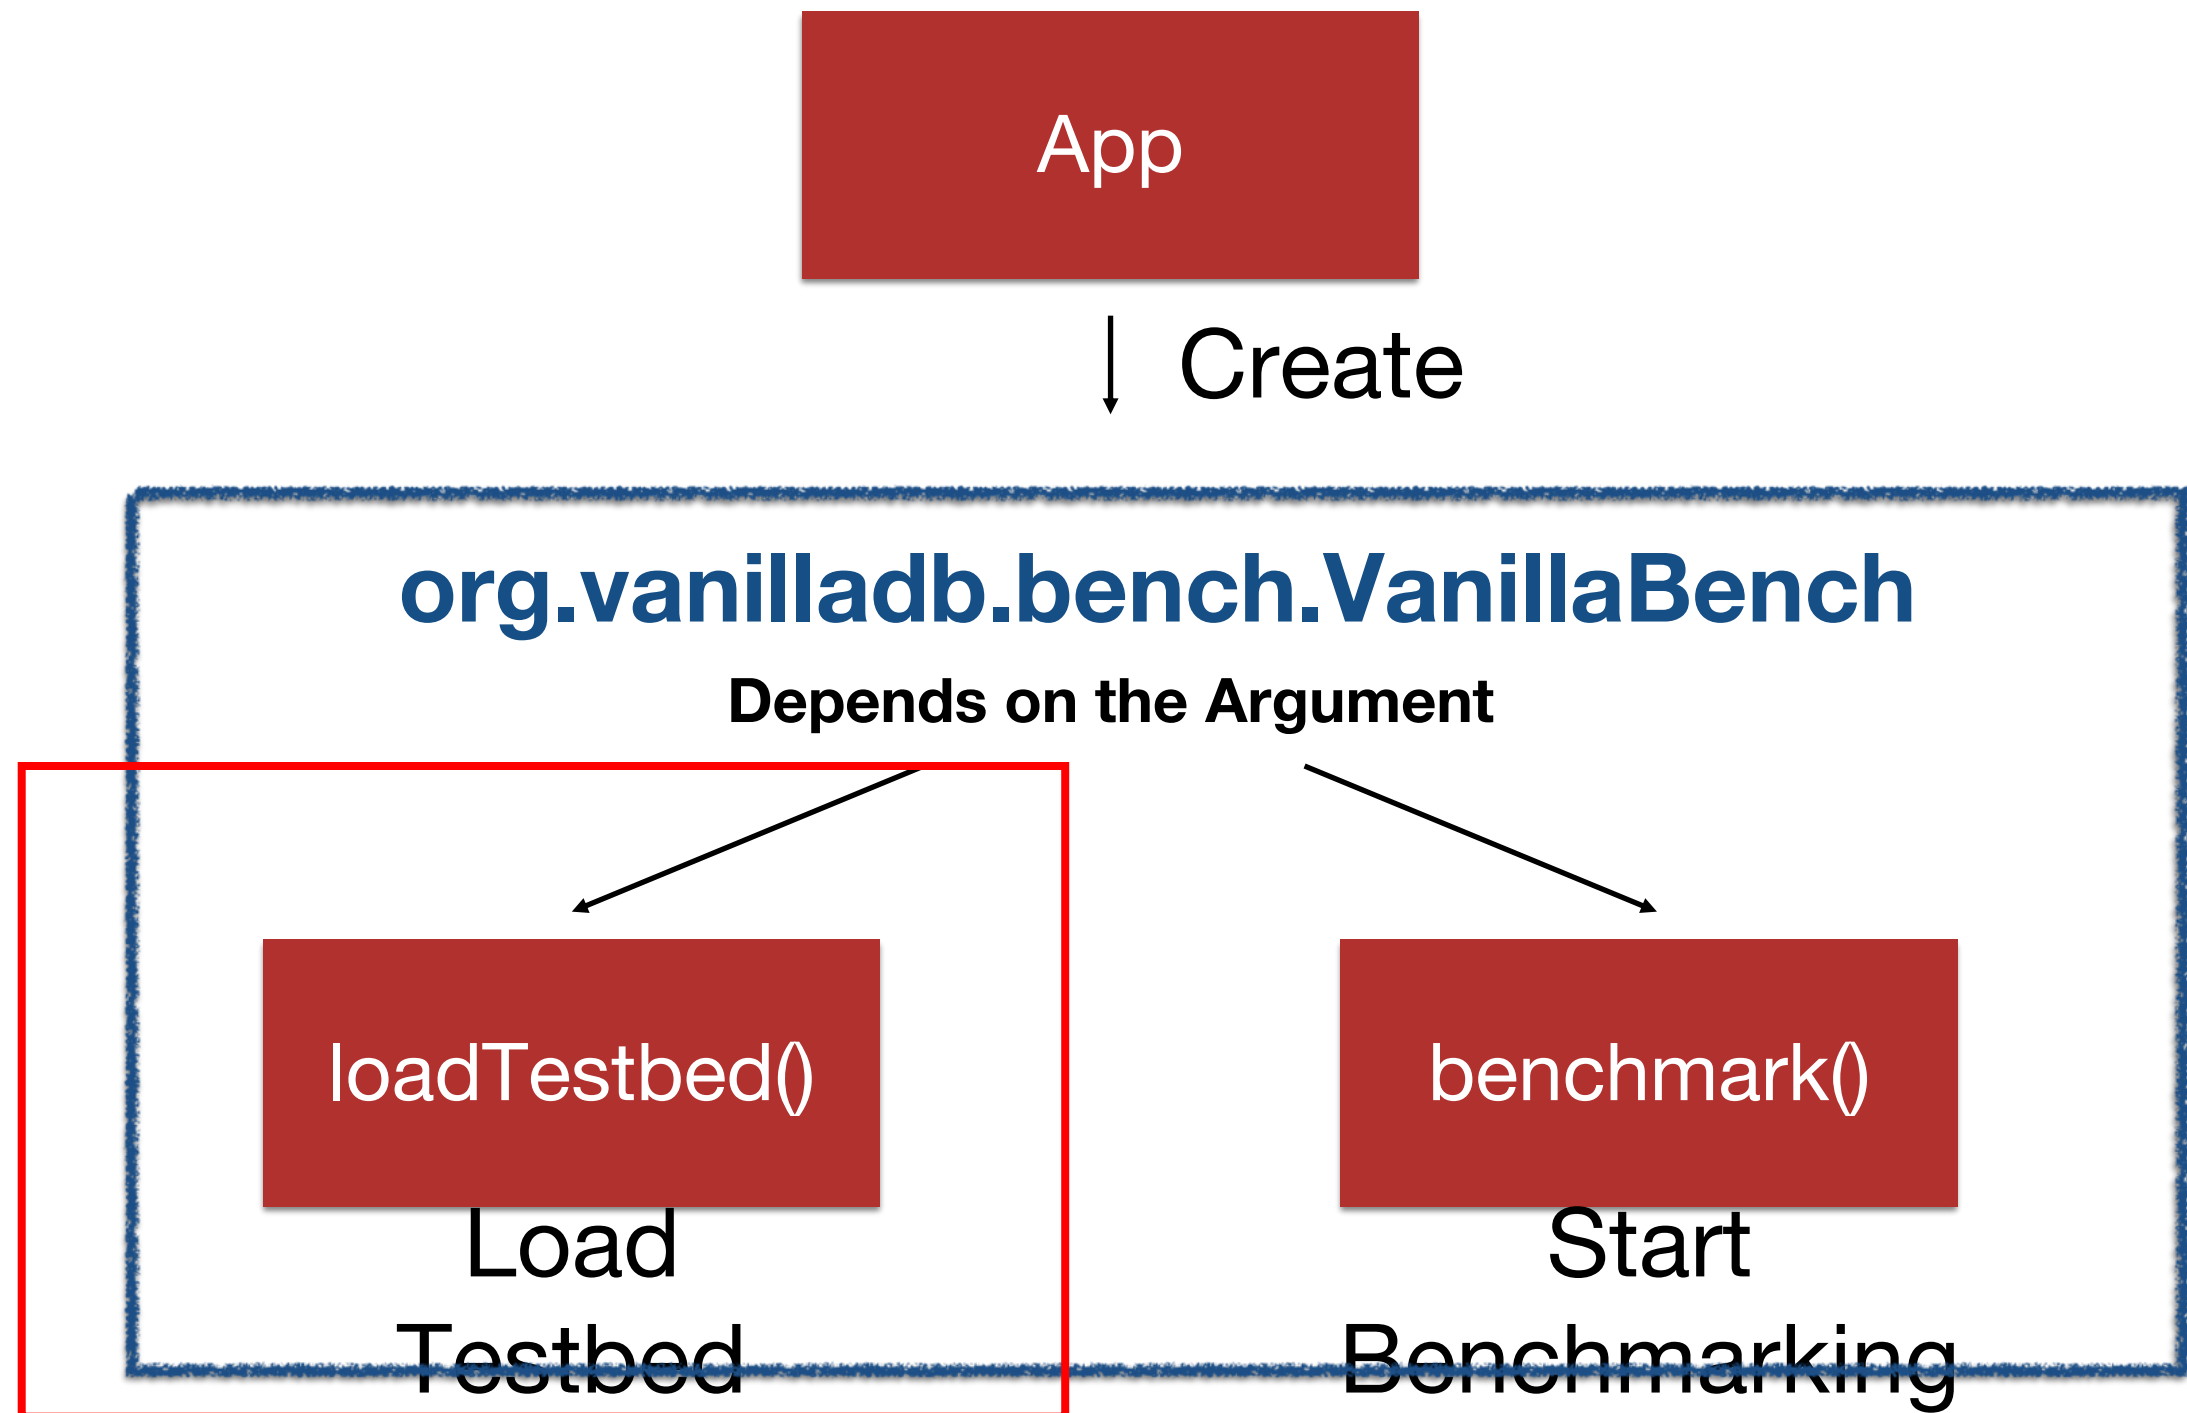 App
Create
org.vanilladb.bench.VanillaBench
Depends on the Argument
loadTestbed()
benchmark()
Load
Testbed
Start
Benchmarking